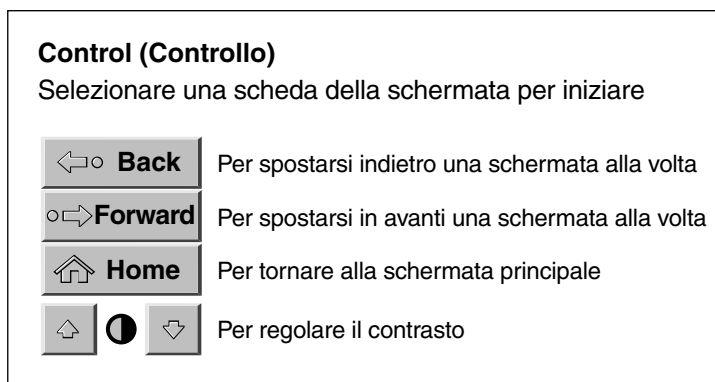 Control (Controllo)
Selezionare una scheda della schermata per iniziare
Back Per spostarsi indietro una schermata alla volta
Forward Per spostarsi in avanti una schermata alla volta
Home Per tornare alla schermata principale
Per regolare il contrasto